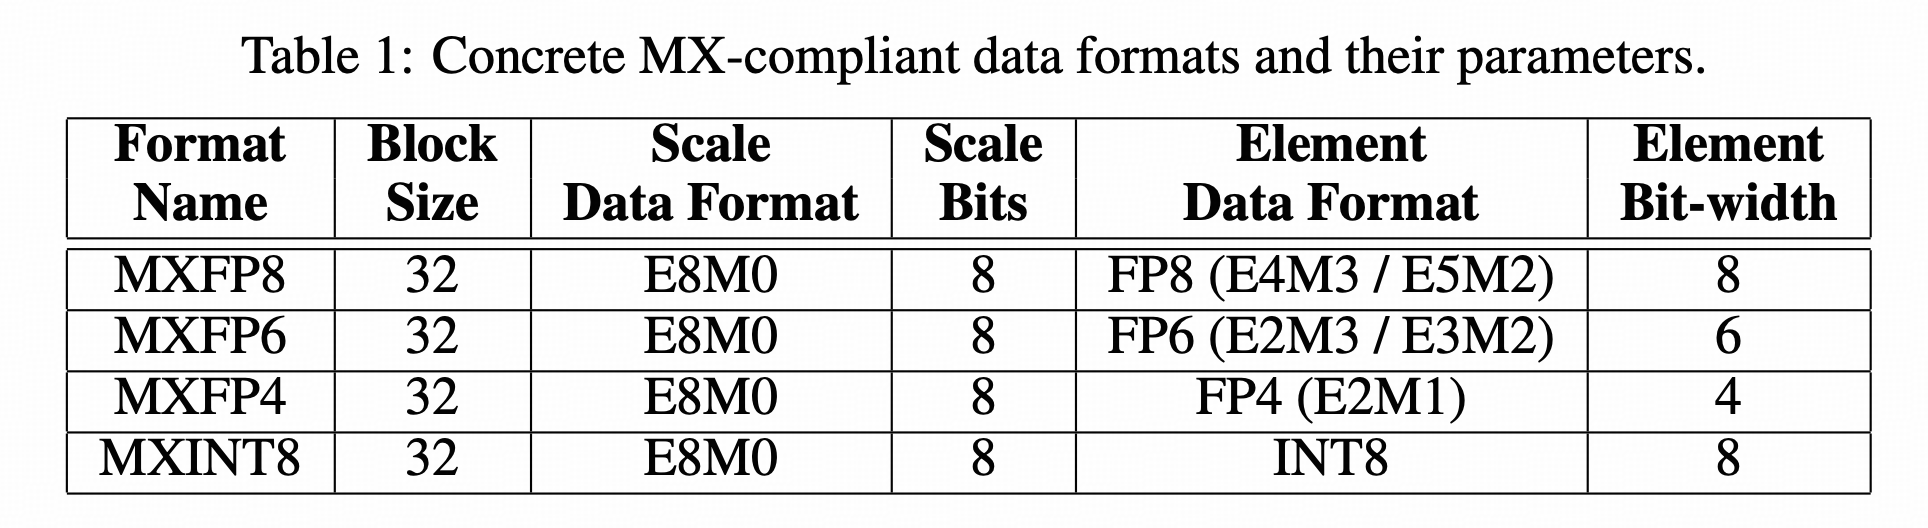 Table 1: Concrete MX-compliant data formats and their parameters.
Format Name Block Size Scale Data Format Scale Bits Element Data Format Element Bit-width
MXFP8 32 E8M0 8 FP8 (E4M3 / E5M2) 8
MXFP6 32 E8M0 8 FP6 (E2M3 / E3M2) 6
MXFP4 32 E8M0 8 FP4 (E2M1) 4
MXINT8 32 E8M0 8 INT8 8